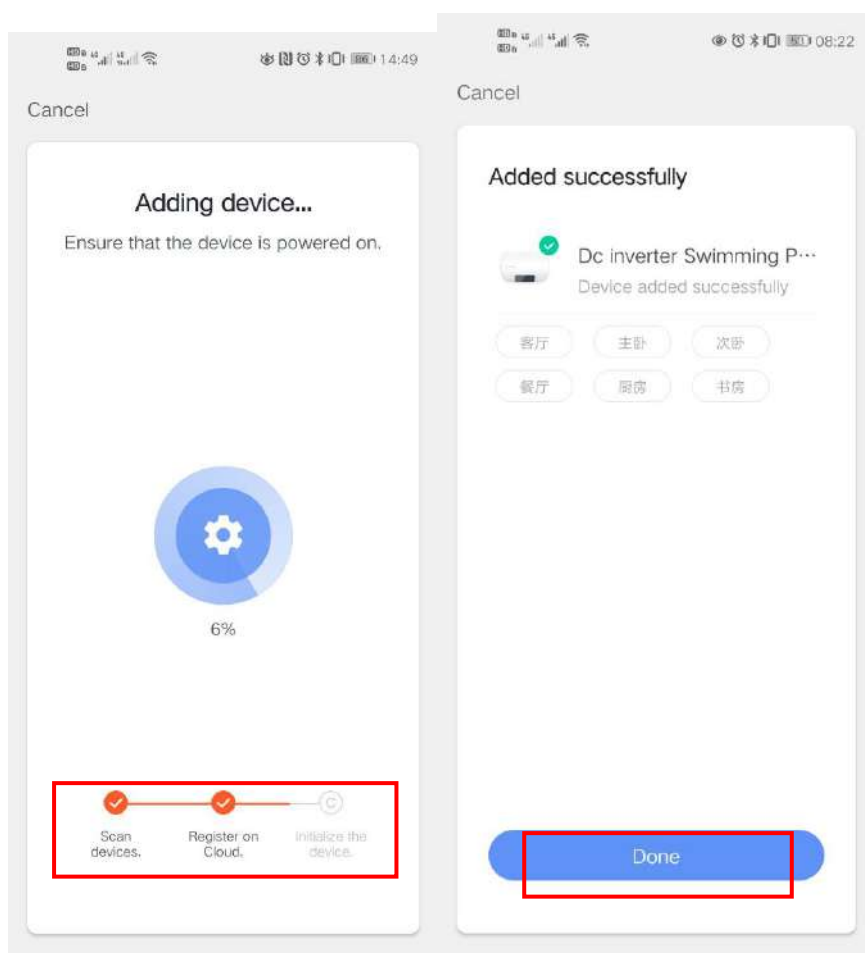 14:49
Cancel
Adding device...
Ensure that the device is powered on.
6%
Scan devices.
Register on Cloud.
Initialize the device.
08:22
Cancel
Added successfully
Dc inverter Swimming P···
Device added successfully
客厅 主卧 次卧
餐厅 厨房 书房
Done